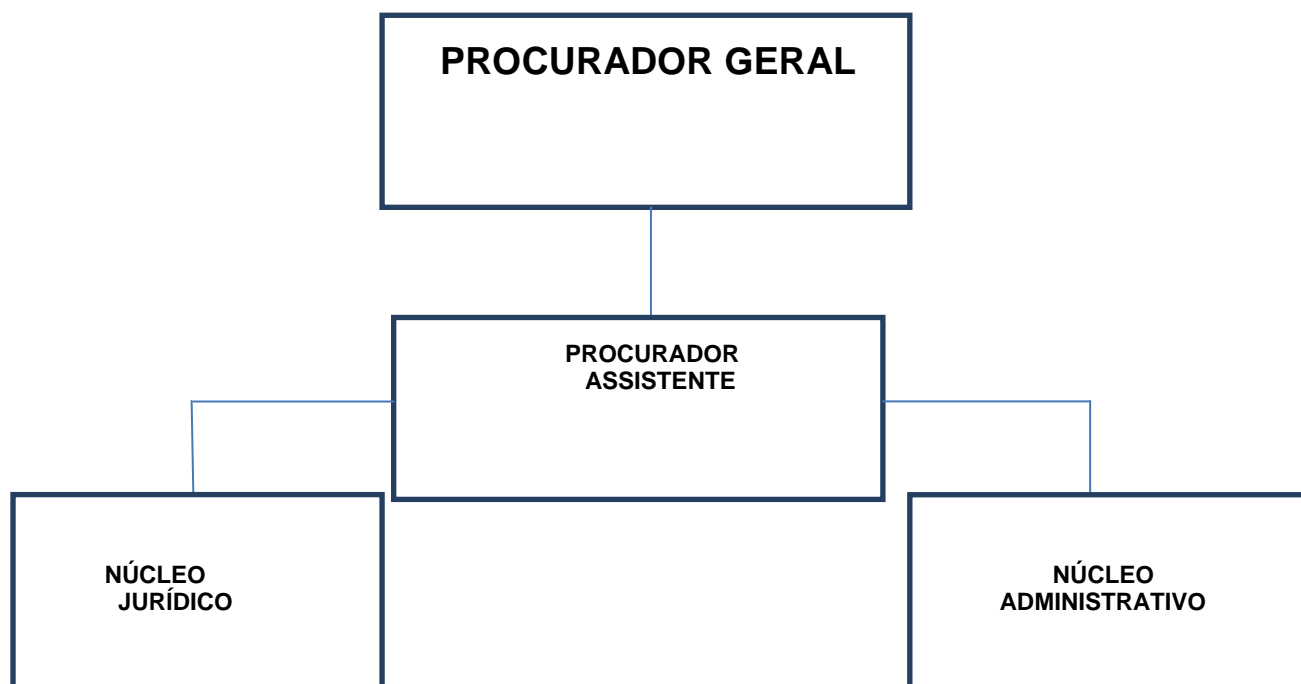 PROCURADOR GERAL
PROCURADOR
ASSISTENTE
NÚCLEO
JURÍDICO
NÚCLEO
ADMINISTRATIVO